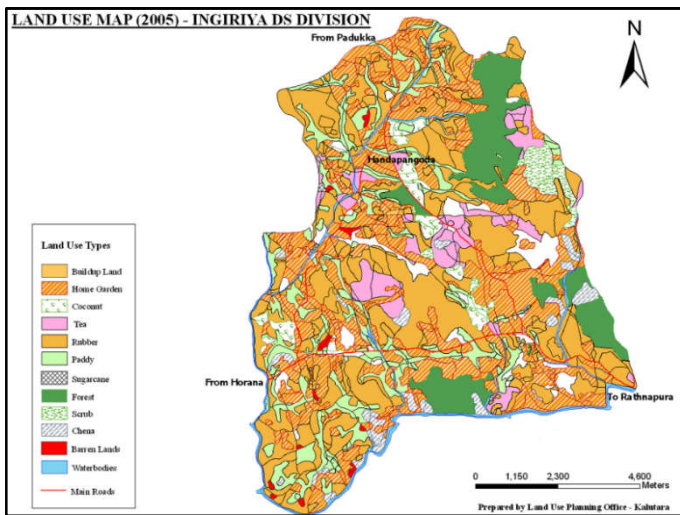 LAND USE MAP (2005) - INGIRIYA DS DIVISION
From Padukka
N
Handapangoda
Land Use Types
Buildup Land
Home Garden
Coconut
Tea
Rubber
Paddy
Sugarcane
Forest
Scrub
Chena
Barren Lands
Waterbodies
Main Roads
From Horana
To Rathnapura
0 1,150 2,300 4,600
Meters
Prepared by Land Use Planning Office - Kalutara